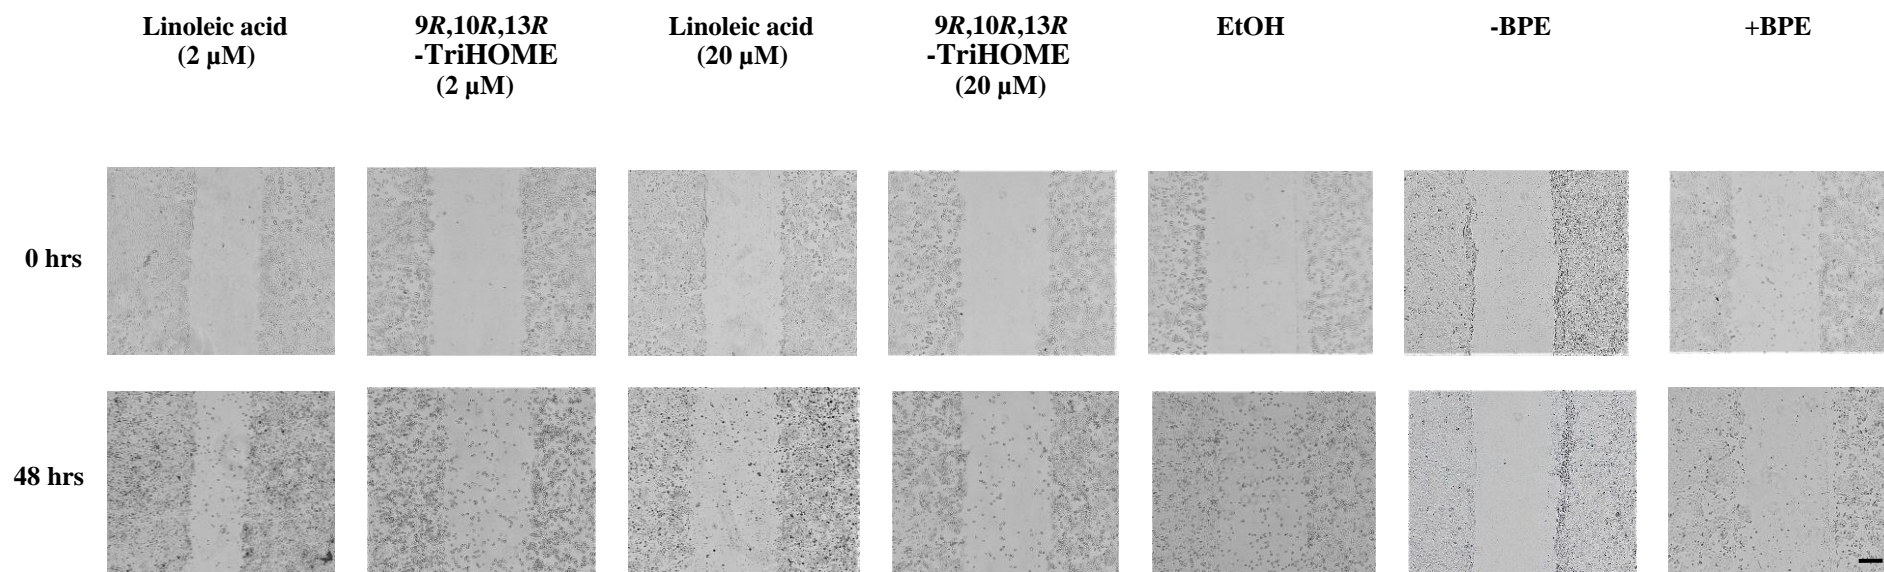 Linoleic acid
(2 µM)
9R,10R,13R
-TriHOME
(2 µM)
Linoleic acid
(20 µM)
9R,10R,13R
-TriHOME
(20 µM)
EtOH
-BPE
+BPE
0 hrs
48 hrs